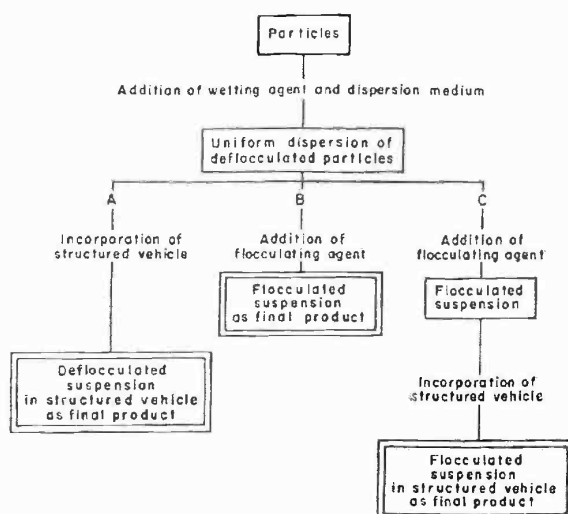 Particles
Addition of wetting agent and dispersion medium
Uniform dispersion of
deflocculated particles
A
B
C
Incorporation of
structured vehicle
Addition of
flocculating agent
Addition of
flocculating agent
Flocculated
suspension
as final product
Flocculated
suspension
Deflocculated
suspension
in structured vehicle
as final product
Incorporation of
structured vehicle
Flocculated
suspension
in structured vehicle
as final product